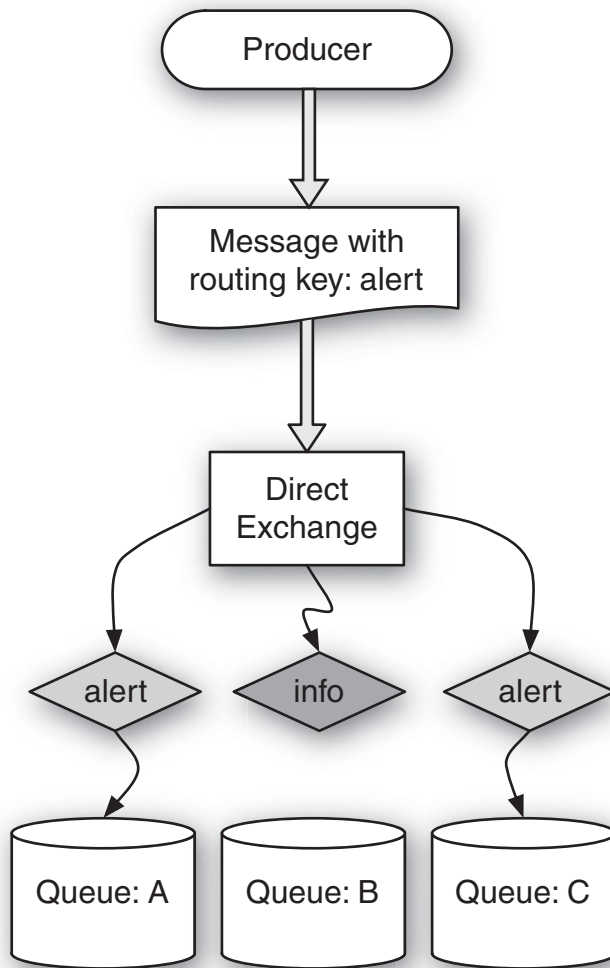 Producer
Message with
routing key: alert
Direct
Exchange
alert
info
alert
Queue: A
Queue: B
Queue: C